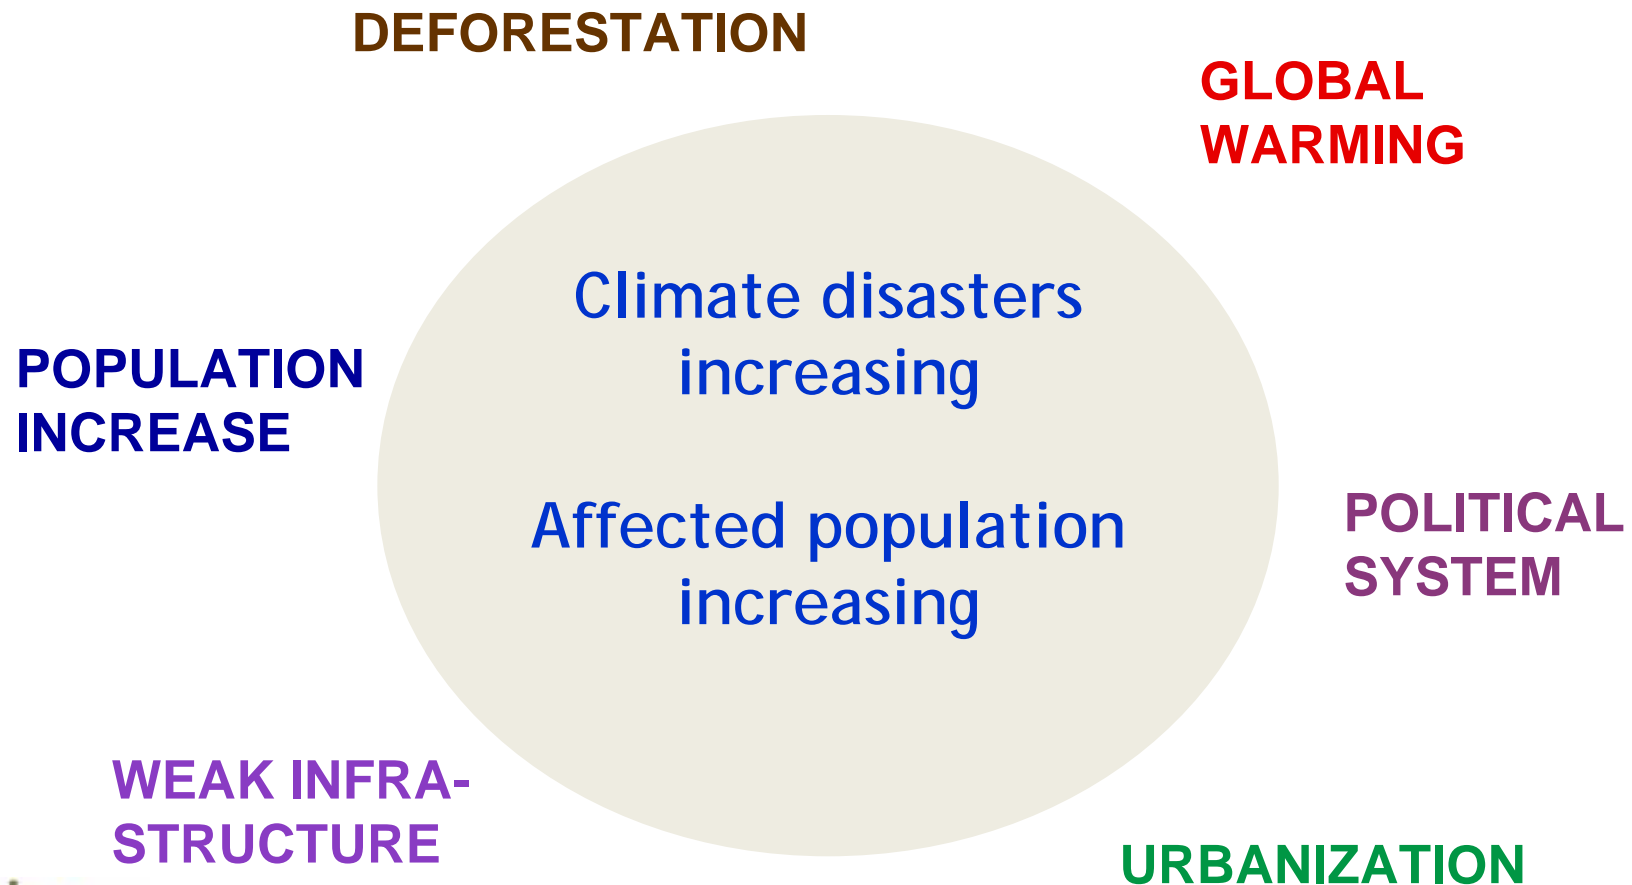 DEFORESTATION
GLOBAL
WARMING
Climate disasters
increasing
POPULATION
INCREASE
Affected population
increasing
POLITICAL
SYSTEM
WEAK INFRA-
STRUCTURE
URBANIZATION